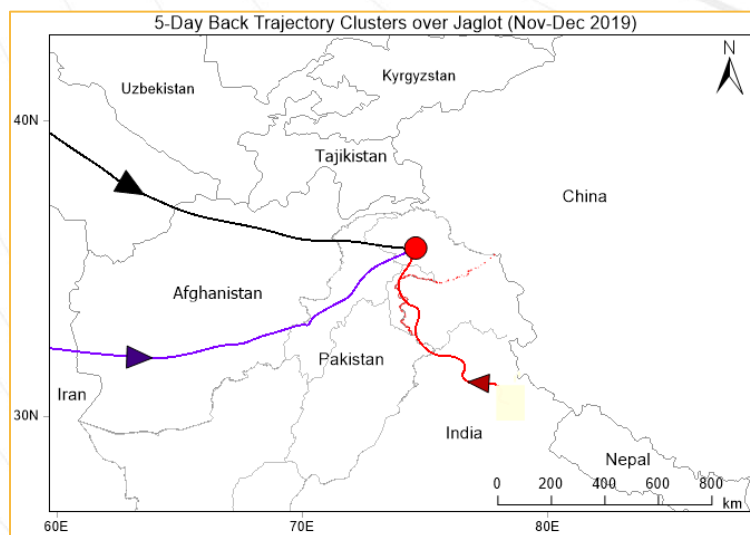 5-Day Back Trajectory Clusters over Jaglot (Nov-Dec 2019)
N
Kyrgyzstan
Uzbekistan
40N
Tajikistan
China
Afghanistan
Pakistan
Iran
30N
India
Nepal
0 200 400 600 800
km
60E 70E 80E